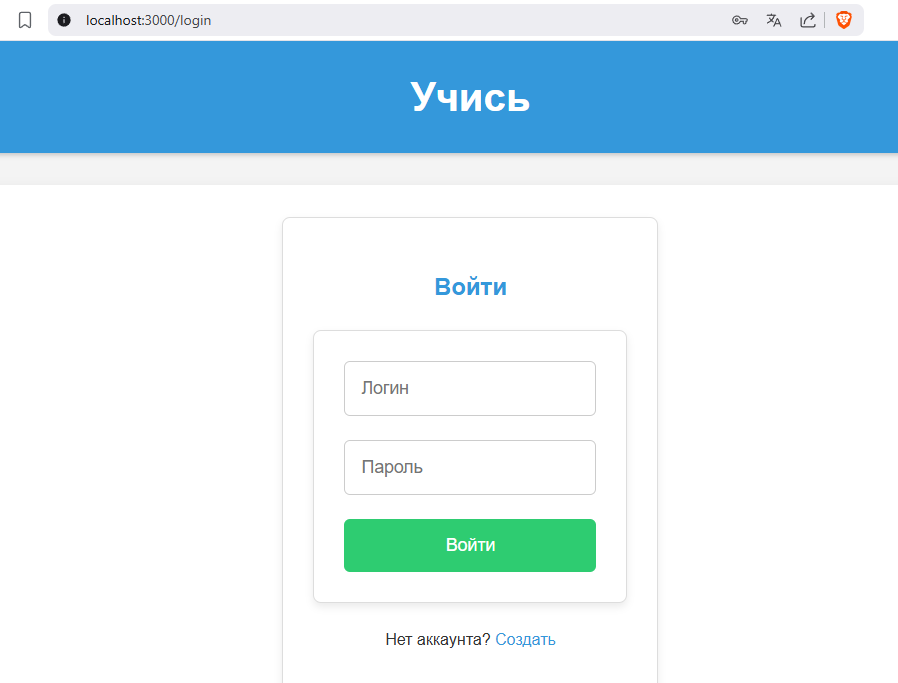 localhost:3000/login
Учись
Войти
Логин
Пароль
Войти
Нет аккаунта? Создать